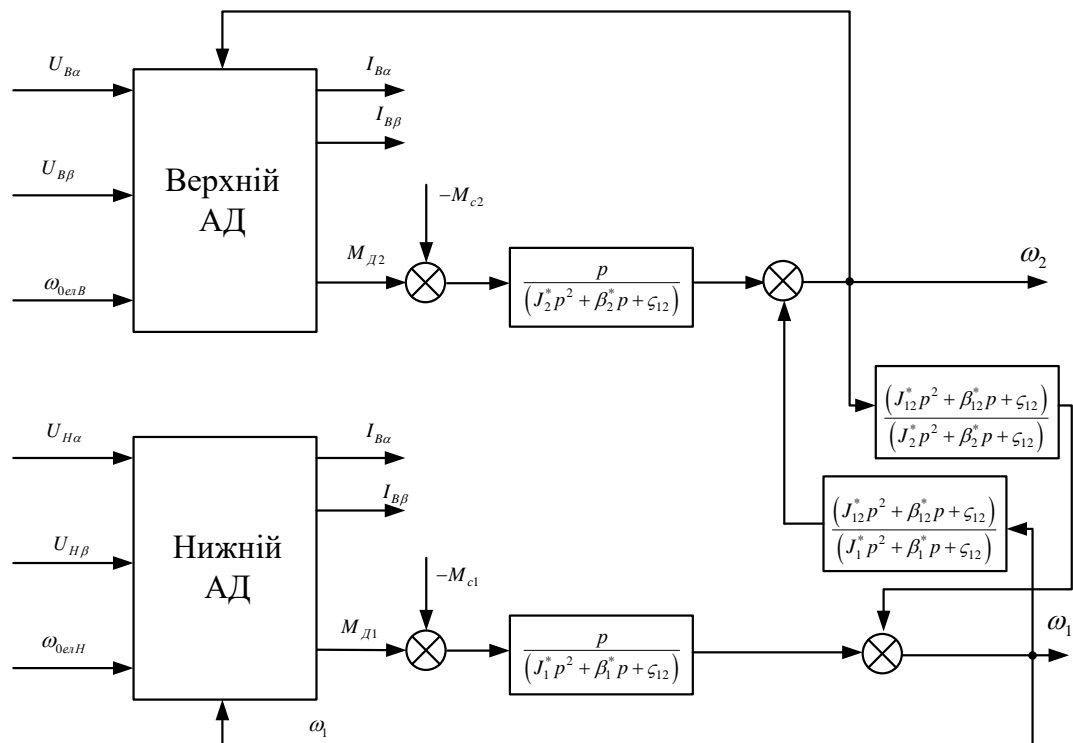 U_{Bα}
I_{Bα}
I_{Bβ}
U_{Bβ}
Верхній
АД
−M_{c2}
M_{Д2}
ω_{0елВ}
p
(J_2^* p^2 + β_2^* p + ς_{12})
ω_2
(J_{12}^* p^2 + β_{12}^* p + ς_{12})
(J_2^* p^2 + β_2^* p + ς_{12})
U_{Hα}
I_{Bα}
I_{Bβ}
(J_{12}^* p^2 + β_{12}^* p + ς_{12})
(J_1^* p^2 + β_1^* p + ς_{12})
U_{Hβ}
Нижній
АД
−M_{c1}
M_{Д1}
ω_{0елН}
p
(J_1^* p^2 + β_1^* p + ς_{12})
ω_1
ω_1